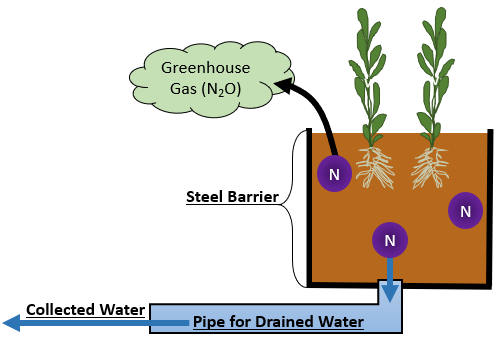 Greenhouse
Gas (N₂O)
N
Steel Barrier
N
N
Collected Water
Pipe for Drained Water